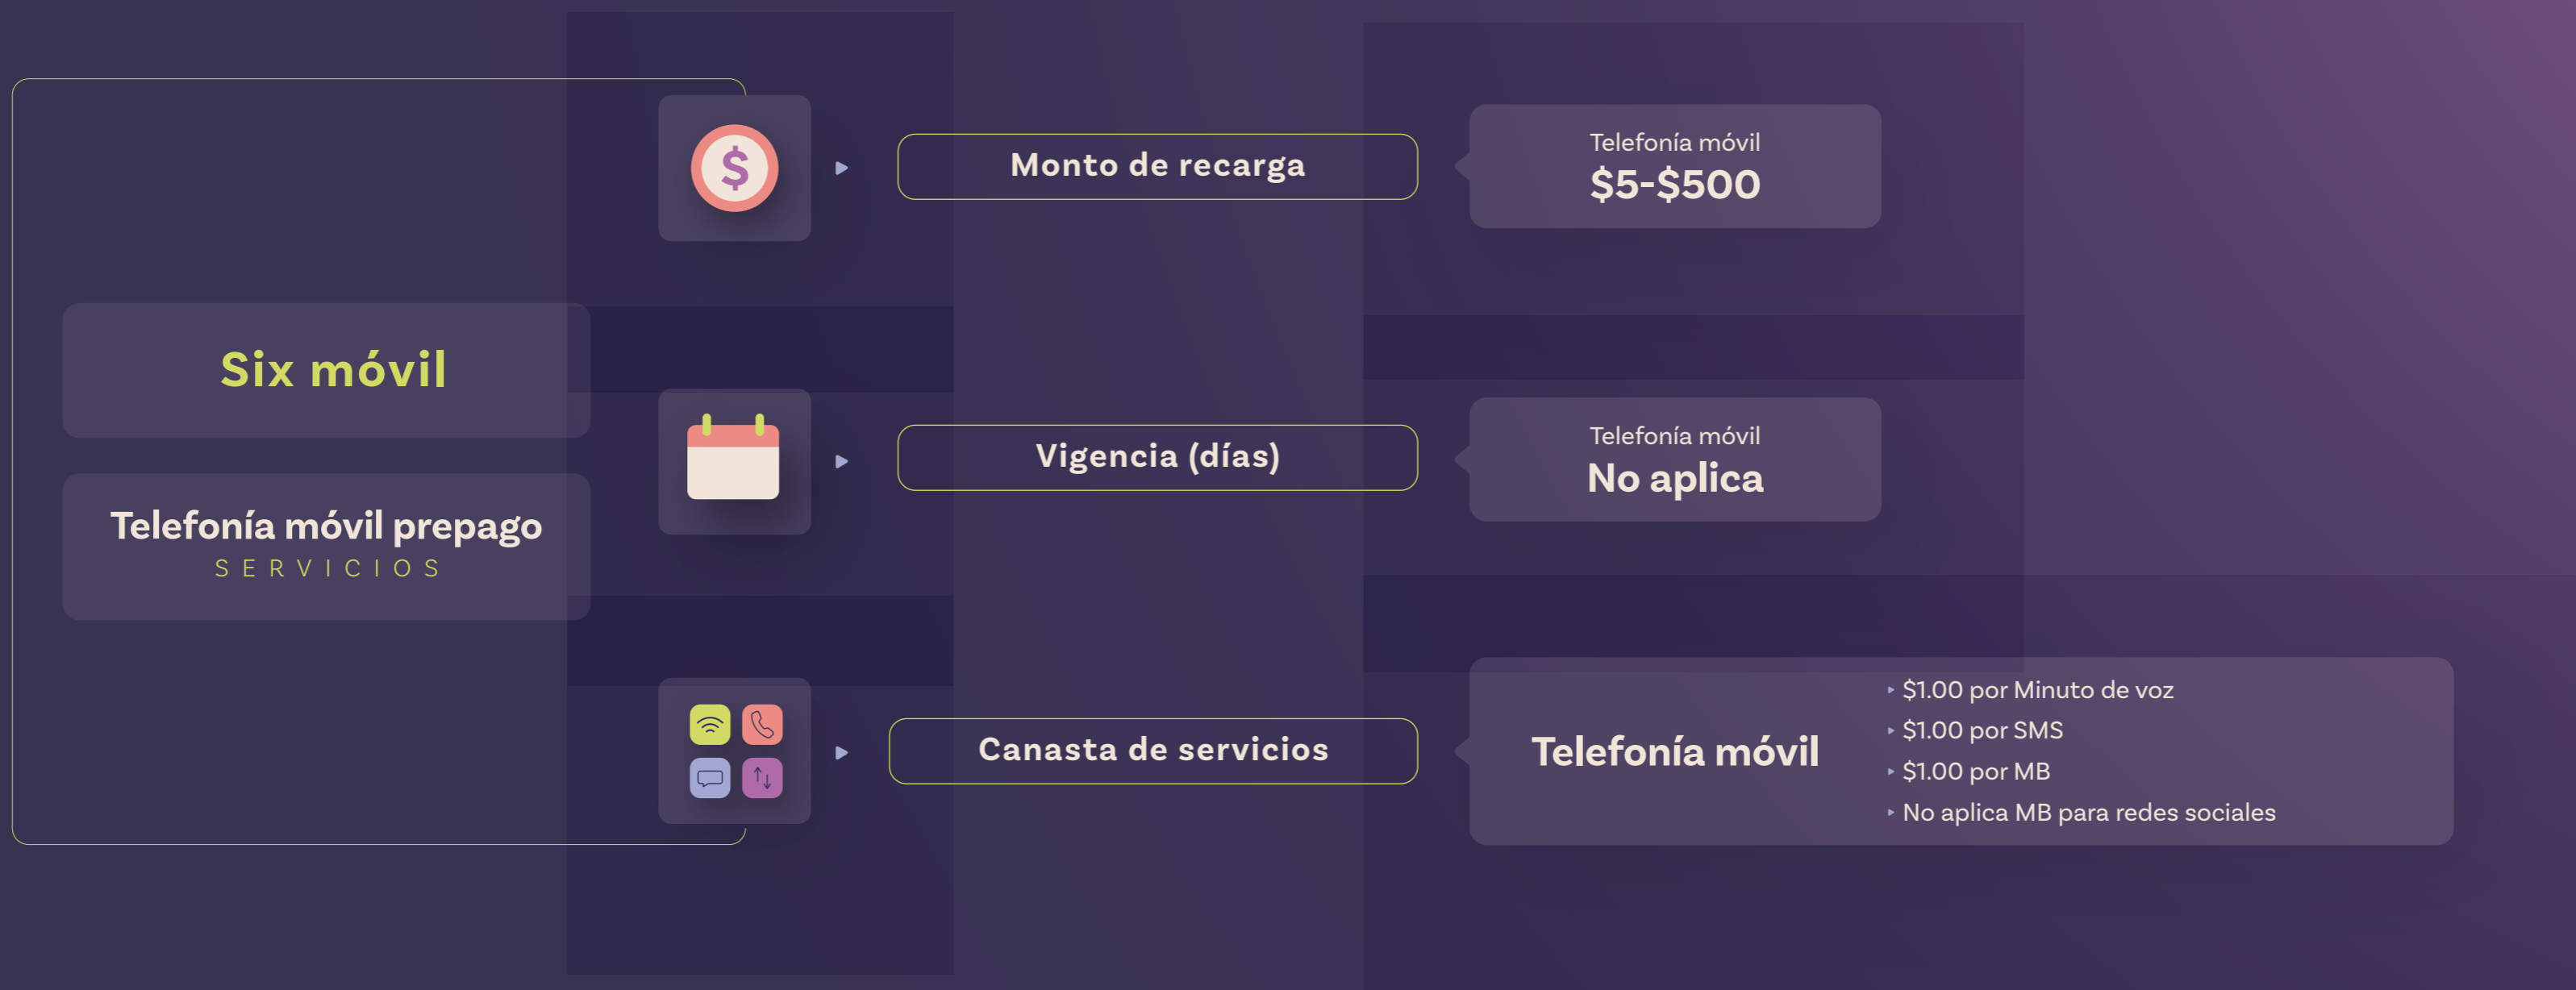 Six móvil
Telefonía móvil prepago
SERVICIOS
$
Monto de recarga
Telefonía móvil
$5-$500
Vigencia (días)
Telefonía móvil
No aplica
Canasta de servicios
Telefonía móvil
$1.00 por Minuto de voz
$1.00 por SMS
$1.00 por MB
No aplica MB para redes sociales